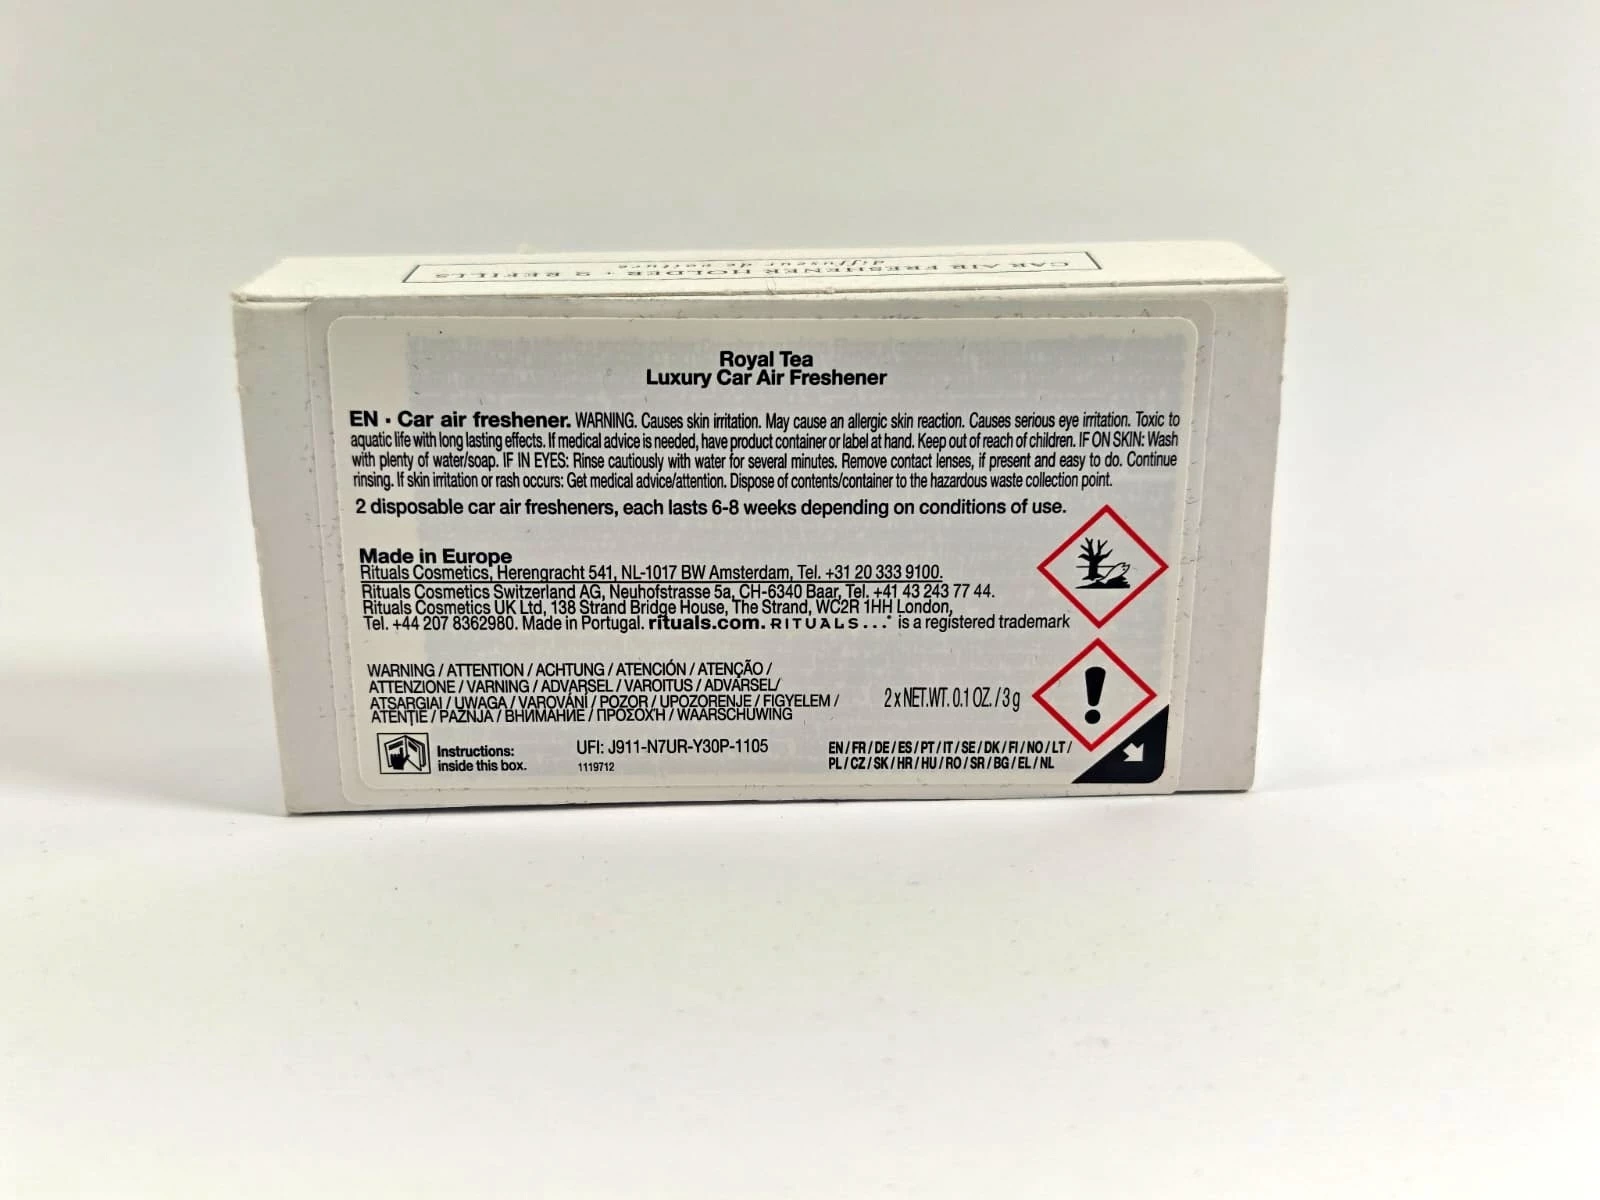 CAR AIR FRESHENER HOLDER + 2 REFILLS
diffuseur de voiture
Royal Tea
Luxury Car Air Freshener
EN · Car air freshener. WARNING. Causes skin irritation. May cause an allergic skin reaction. Causes serious eye irritation. Toxic to
aquatic life with long lasting effects. If medical advice is needed, have product container or label at hand. Keep out of reach of children. IF ON SKIN: Wash
with plenty of water/soap. IF IN EYES: Rinse cautiously with water for several minutes. Remove contact lenses, if present and easy to do. Continue
rinsing. If skin irritation or rash occurs: Get medical advice/attention. Dispose of contents/container to the hazardous waste collection point.
2 disposable car air fresheners, each lasts 6-8 weeks depending on conditions of use.
Made in Europe
Rituals Cosmetics, Herengracht 541, NL-1017 BW Amsterdam, Tel. +31 20 333 9100.
Rituals Cosmetics Switzerland AG, Neuhofstrasse 5a, CH-6340 Baar, Tel. +41 43 243 77 44.
Rituals Cosmetics UK Ltd, 138 Strand Bridge House, The Strand, WC2R 1HH London,
Tel. +44 207 8362980. Made in Portugal. rituals.com. RITUALS...* is a registered trademark
WARNING / ATTENTION / ACHTUNG / ATENCIÓN / ATENÇÃO /
ATTENZIONE / VARNING / ADVARSEL / VAROITUS / ADVARSEL/
ATSARGIAI / UWAGA / VAROVÁNÍ / POZOR / UPOZORENJE / FIGYELEM /
ATENŢIE / PAŽNJA / ВНИМАНИЕ / ΠΡΟΣΟΧΉ / WAARSCHUWING
2 x NET.WT. 0.1 OZ. / 3 g
Instructions:
inside this box.
UFI: J911-N7UR-Y30P-1105
1119712
EN / FR / DE / ES / PT / IT / SE / DK / FI / NO / LT /
PL / CZ / SK / HR / HU / RO / SR / BG / EL / NL